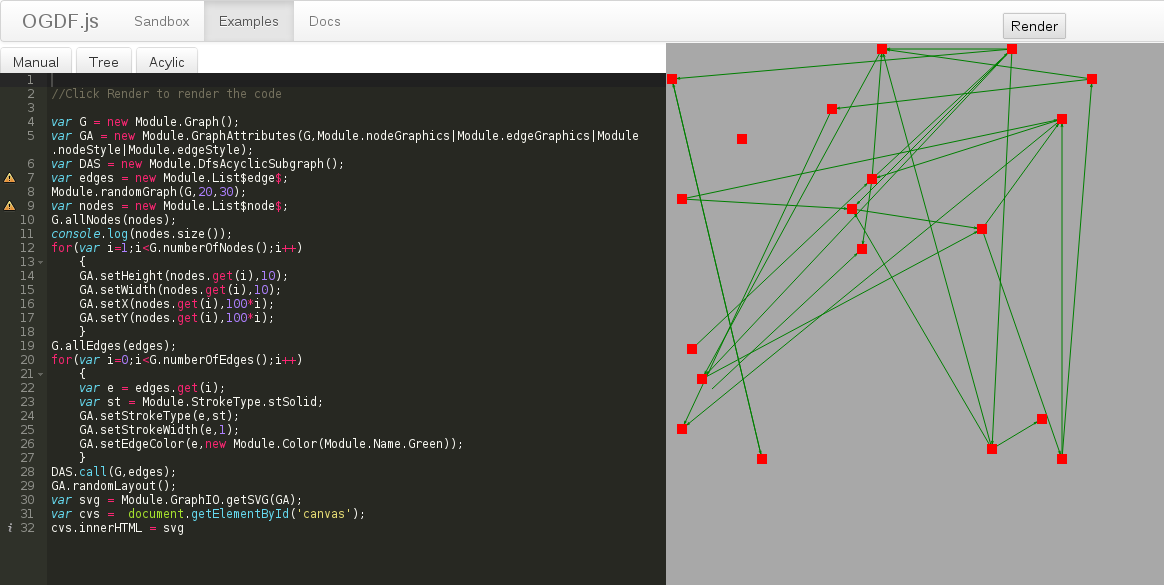 OGDF.js Sandbox Examples Docs Render
Manual Tree Acylic
1
2 //Click Render to render the code
3
4 var G = new Module.Graph();
5 var GA = new Module.GraphAttributes(G,Module.nodeGraphics|Module.edgeGraphics|Module
.nodeStyle|Module.edgeStyle);
6 var DAS = new Module.DfsAcyclicSubgraph();
7 var edges = new Module.List$edge$;
8 Module.randomGraph(G,20,30);
9 var nodes = new Module.List$node$;
10 G.allNodes(nodes);
11 console.log(nodes.size());
12 for(var i=1;i<G.numberOfNodes();i++)
13 {
14 GA.setHeight(nodes.get(i),10);
15 GA.setWidth(nodes.get(i),10);
16 GA.setX(nodes.get(i),100*i);
17 GA.setY(nodes.get(i),100*i);
18 }
19 G.allEdges(edges);
20 for(var i=0;i<G.numberOfEdges();i++)
21 {
22 var e = edges.get(i);
23 var st = Module.StrokeType.stSolid;
24 GA.setStrokeType(e,st);
25 GA.setStrokeWidth(e,1);
26 GA.setEdgeColor(e,new Module.Color(Module.Name.Green));
27 }
28 DAS.call(G,edges);
29 GA.randomLayout();
30 var svg = Module.GraphIO.getSVG(GA);
31 var cvs =  document.getElementById('canvas');
i 32 cvs.innerHTML = svg